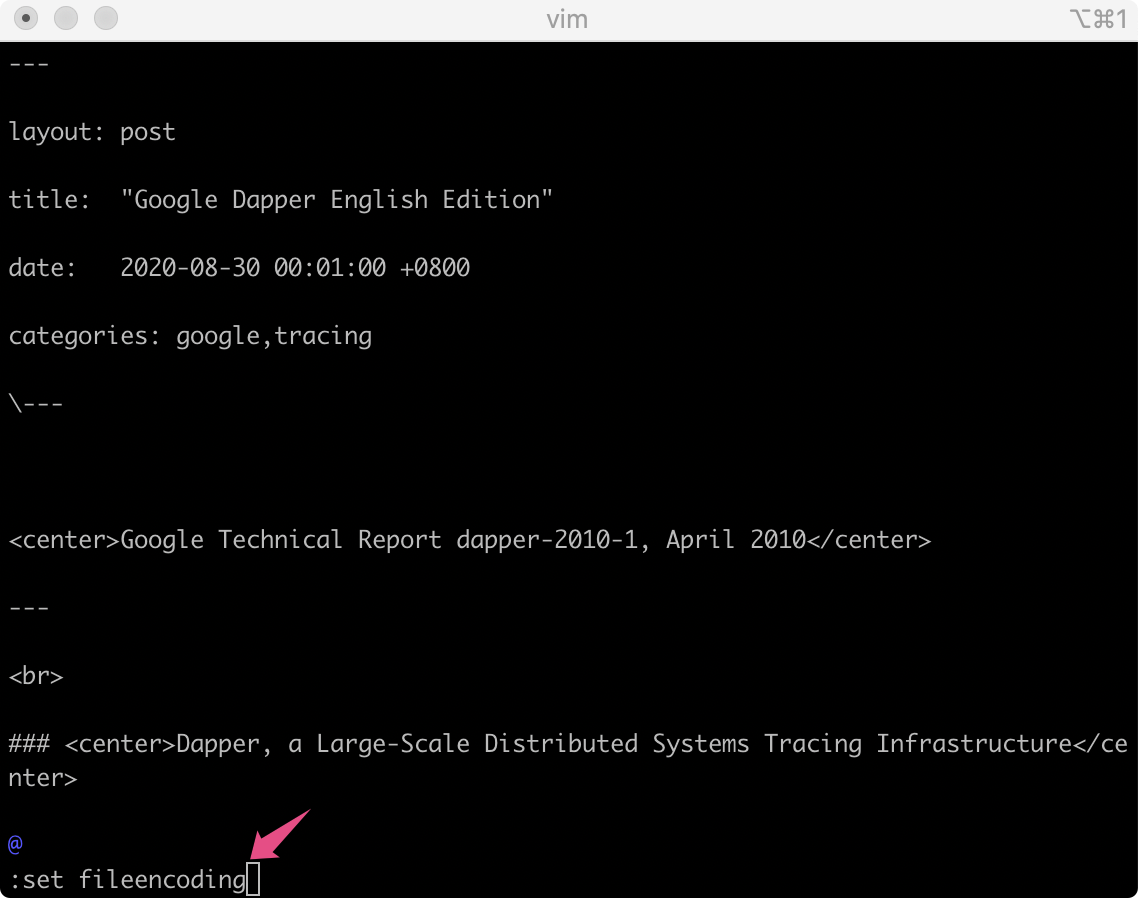 vim
⌥⌘1
---
layout: post
title:  "Google Dapper English Edition"
date:   2020-08-30 00:01:00 +0800
categories: google,tracing
\---
<center>Google Technical Report dapper-2010-1, April 2010</center>
---
<br>
### <center>Dapper, a Large-Scale Distributed Systems Tracing Infrastructure</ce
nter>
@
:set fileencoding